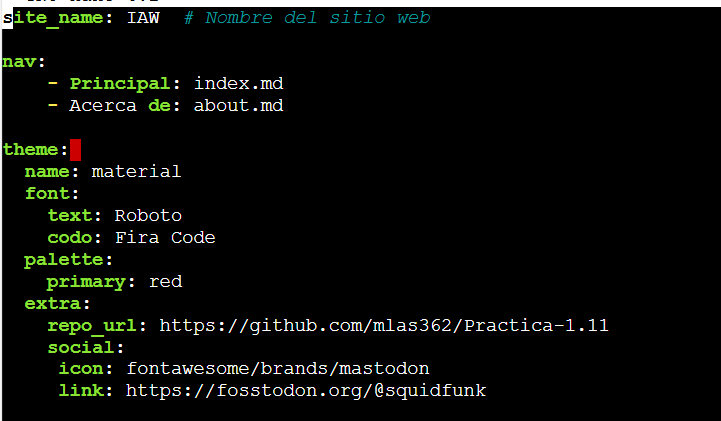 site_name: IAW  # Nombre del sitio web
nav:
    - Principal: index.md
    - Acerca de: about.md
theme:
  name: material
  font:
    text: Roboto
    codo: Fira Code
  palette:
    primary: red
  extra:
    repo_url: https://github.com/mlas362/Practica-1.11
    social:
     icon: fontawesome/brands/mastodon
     link: https://fosstodon.org/@squidfunk